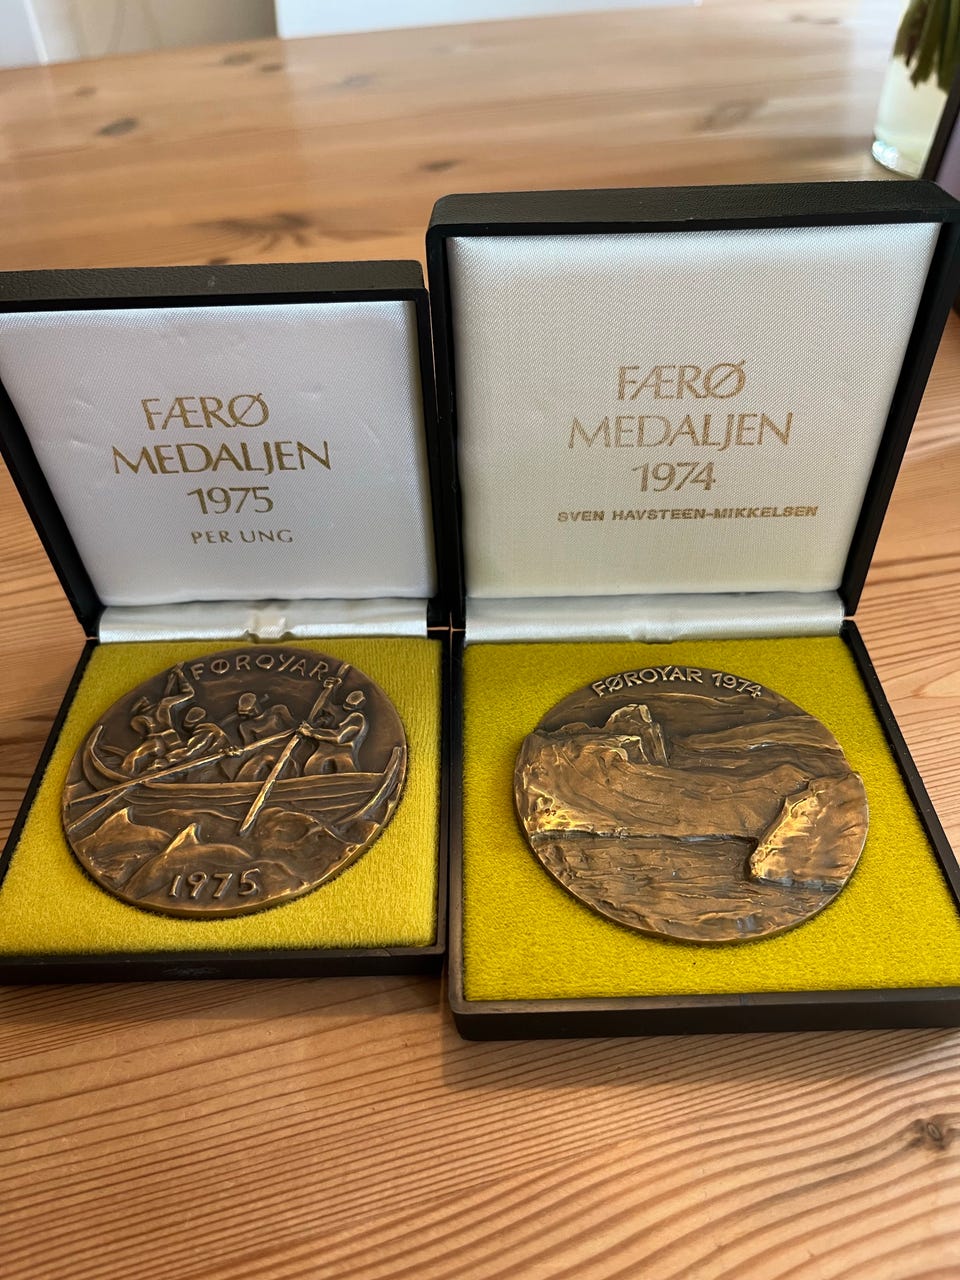 FÆRØ
MEDALJEN
1975
PER UNG
FØROYAR
1975
FÆRØ
MEDALJEN
1974
SVEN HAVSTEEN-MIKKELSEN
FØROYAR 1974